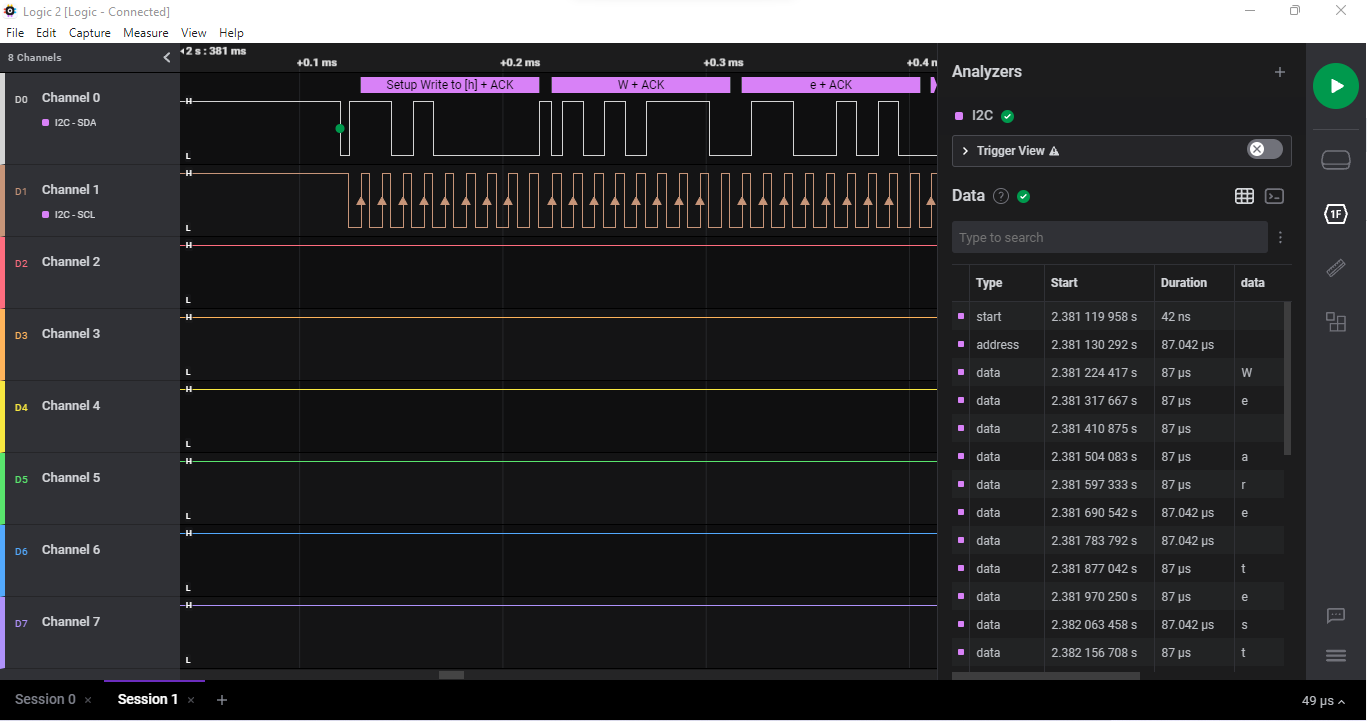 Logic 2 [Logic - Connected]
File Edit Capture Measure View Help
8 Channels
2 s : 381 ms
+0.1 ms +0.2 ms +0.3 ms +0.4 m
Setup Write to [h] + ACK W + ACK e + ACK
D0 Channel 0
I2C - SDA
H
L
D1 Channel 1
I2C - SCL
H
L
D2 Channel 2
H
L
D3 Channel 3
H
L
D4 Channel 4
H
L
D5 Channel 5
H
L
D6 Channel 6
H
L
D7 Channel 7
H
L
Analyzers +
I2C
Trigger View
Data ?
1F
Type to search
Type Start Duration data
start 2.381 119 958 s 42 ns
address 2.381 130 292 s 87.042 µs
data 2.381 224 417 s 87 µs W
data 2.381 317 667 s 87 µs e
data 2.381 410 875 s 87 µs
data 2.381 504 083 s 87 µs a
data 2.381 597 333 s 87 µs r
data 2.381 690 542 s 87.042 µs e
data 2.381 783 792 s 87.042 µs
data 2.381 877 042 s 87 µs t
data 2.381 970 250 s 87 µs e
data 2.382 063 458 s 87.042 µs s
data 2.382 156 708 s 87 µs t
Session 0 × Session 1 × +
49 µs